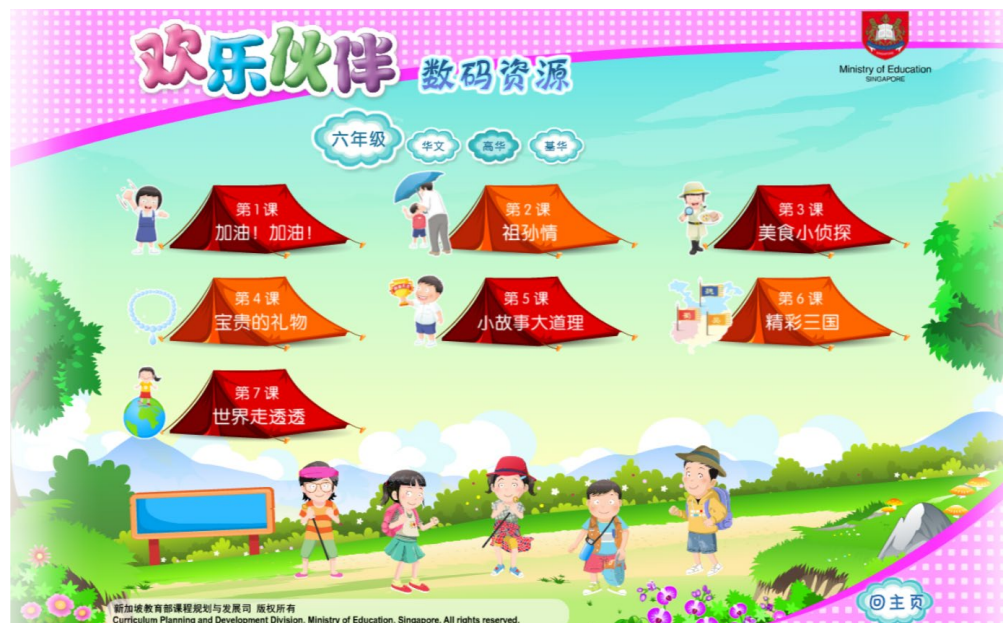 欢乐伙伴
数码资源
Ministry of Education
SINGAPORE
六年级
华文
高华
基华
第1课
加油！加油！
第2课
祖孙情
第3课
美食小侦探
第4课
宝贵的礼物
第5课
小故事大道理
第6课
精彩三国
第7课
世界走透透
新加坡教育部课程规划与发展司 版权所有
Curriculum Planning and Development Division, Ministry of Education, Singapore. All rights reserved.
回主页